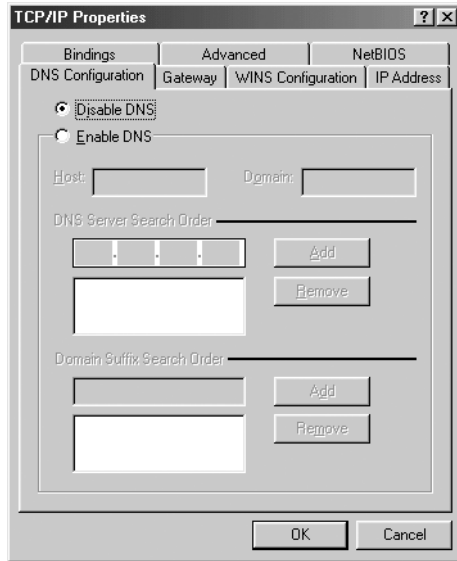 TCP/IP Properties
Bindings Advanced NetBIOS
DNS Configuration Gateway WINS Configuration IP Address
Disable DNS
Enable DNS
Host: Domain:
DNS Server Search Order
Add
Remove
Domain Suffix Search Order
Add
Remove
OK Cancel